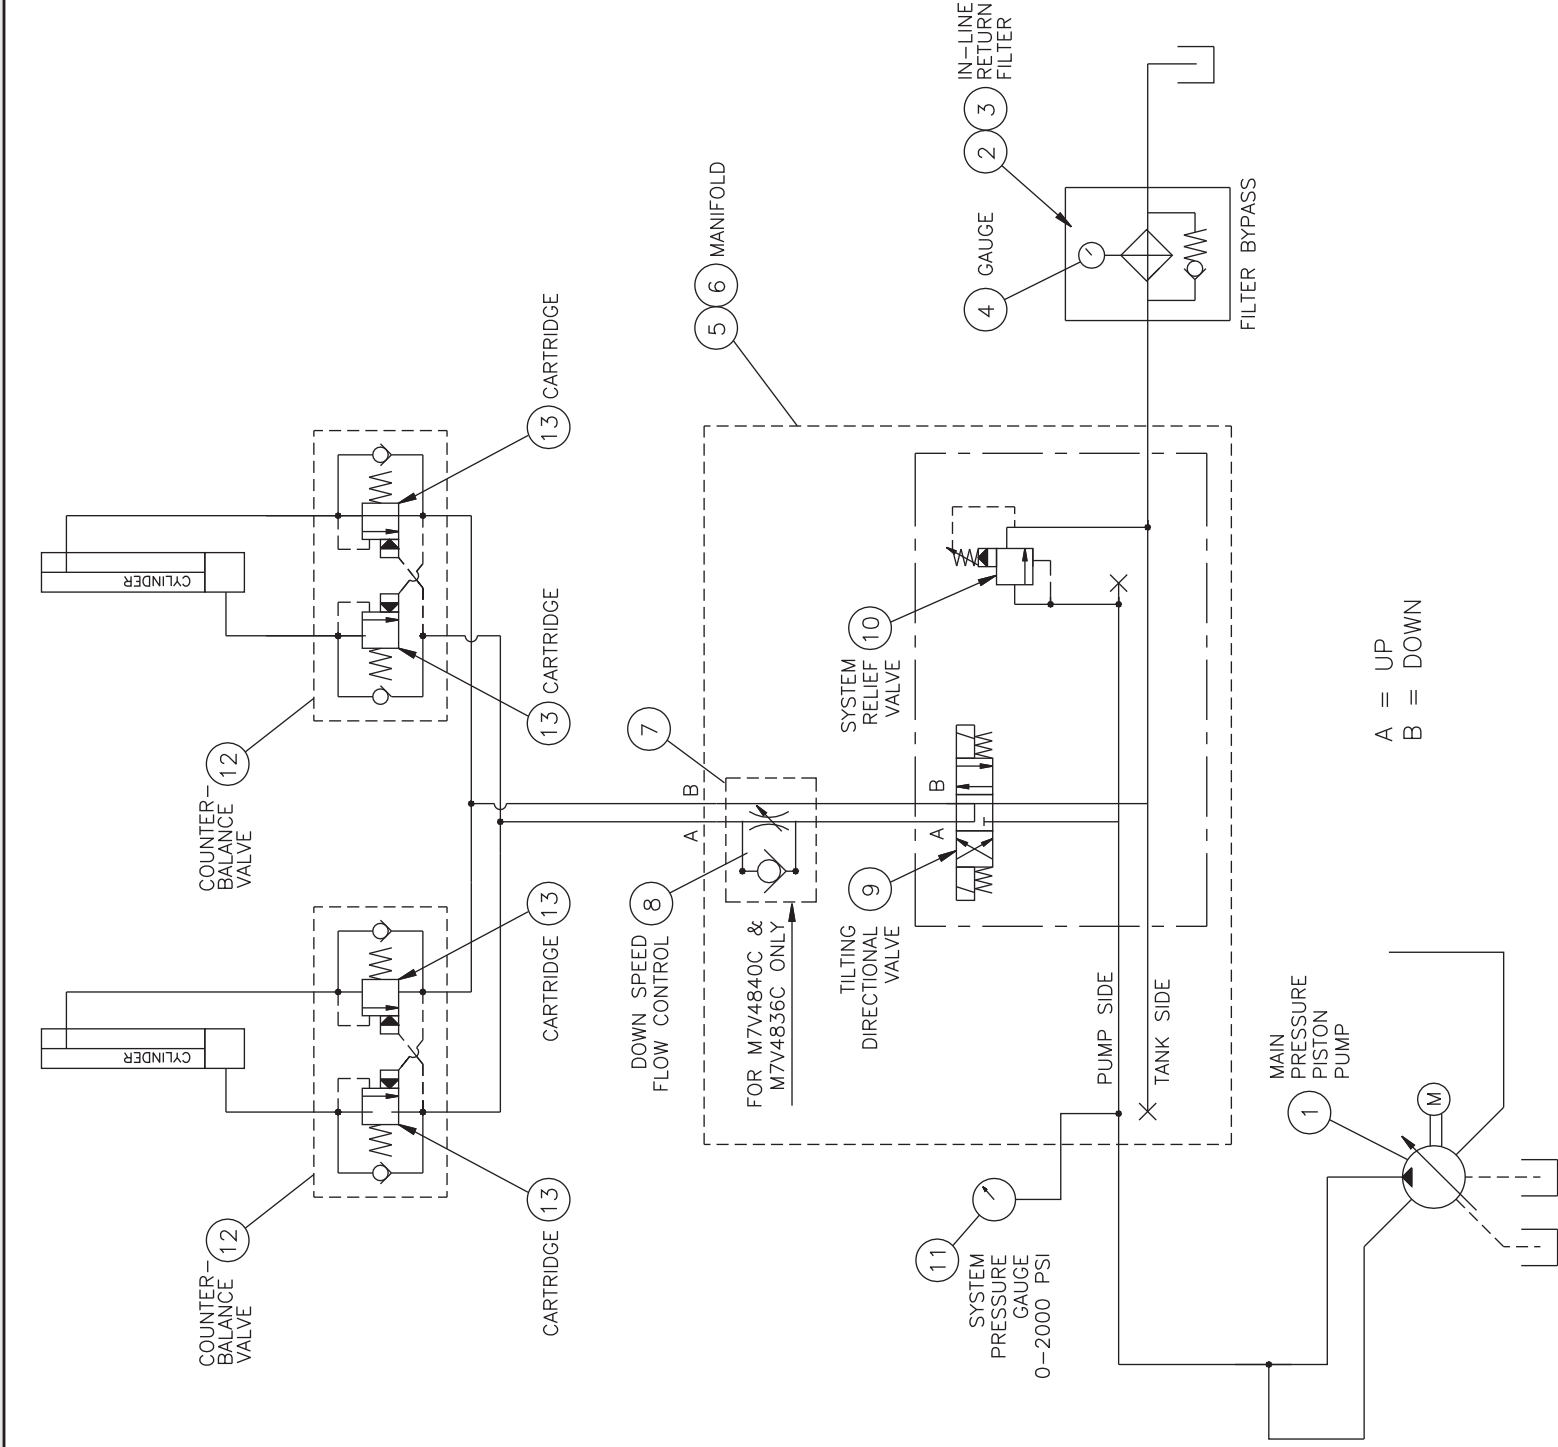 COUNTER-
BALANCE
VALVE
12
CYLINDER
CARTRIDGE
13
CARTRIDGE
13
COUNTER-
BALANCE
VALVE
12
CYLINDER
13
CARTRIDGE
13
CARTRIDGE
DOWN SPEED
FLOW CONTROL
8
7
A
B
5
6
MANIFOLD
FOR M7V4840C &
M7V4836C ONLY
TILTING
DIRECTIONAL
VALVE
9
A
B
SYSTEM
RELIEF
VALVE
10
4
GAUGE
2
3
IN-LINE
RETURN
FILTER
FILTER BYPASS
SYSTEM
PRESSURE
GAUGE
0-2000 PSI
11
PUMP SIDE
TANK SIDE
MAIN
PRESSURE
PISTON
PUMP
1
M
A = UP
B = DOWN